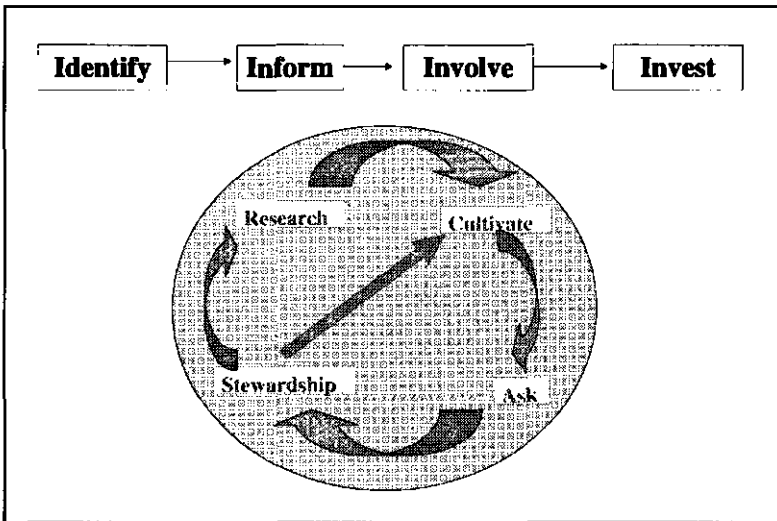 Identify Inform Involve Invest
Research Cultivate
Stewardship Ask